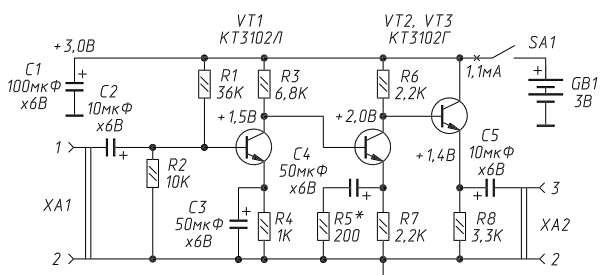 VT1
КТ3102Л
VT2, VT3
КТ3102Г
SA1
+3,0В
1,1мА
C1
100мкФ
х6В
C2
10мкФ
х6В
R1
36К
R3
6,8К
R6
2,2К
GB1
3В
+1,5В
+2,0В
+1,4В
C5
10мкФ
х6В
1
R2
10К
C4
50мкФ
х6В
3
XA1
C3
50мкФ
х6В
R4
1К
R5*
200
R7
2,2К
R8
3,3К
XA2
2
2